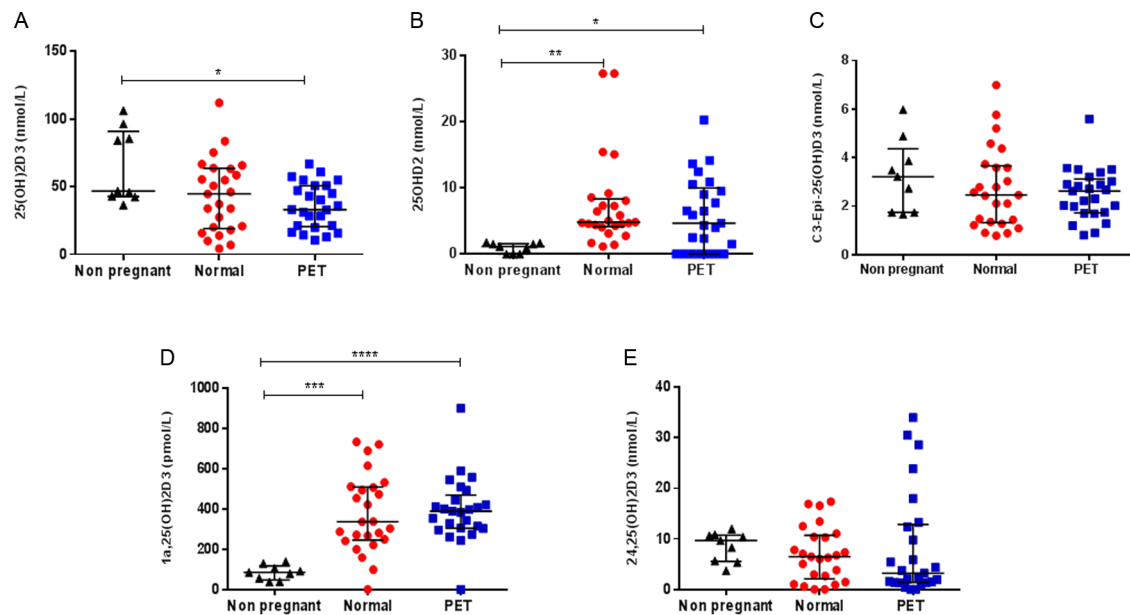 A
25(OH)2D3 (nmol/L)
150
100
50
0
*
Non pregnant Normal PET
B
25OHD2 (nmol/L)
30
20
10
0
*
**
Non pregnant Normal PET
C
C3-Epi-25(OH)D3 (nmol/L)
8
6
4
2
0
Non pregnant Normal PET
D
1a,25(OH)2D3 (pmol/L)
1000
800
600
400
200
0
****
***
Non pregnant Normal PET
E
24,25(OH)2D3 (nmol/L)
40
30
20
10
0
Non pregnant Normal PET